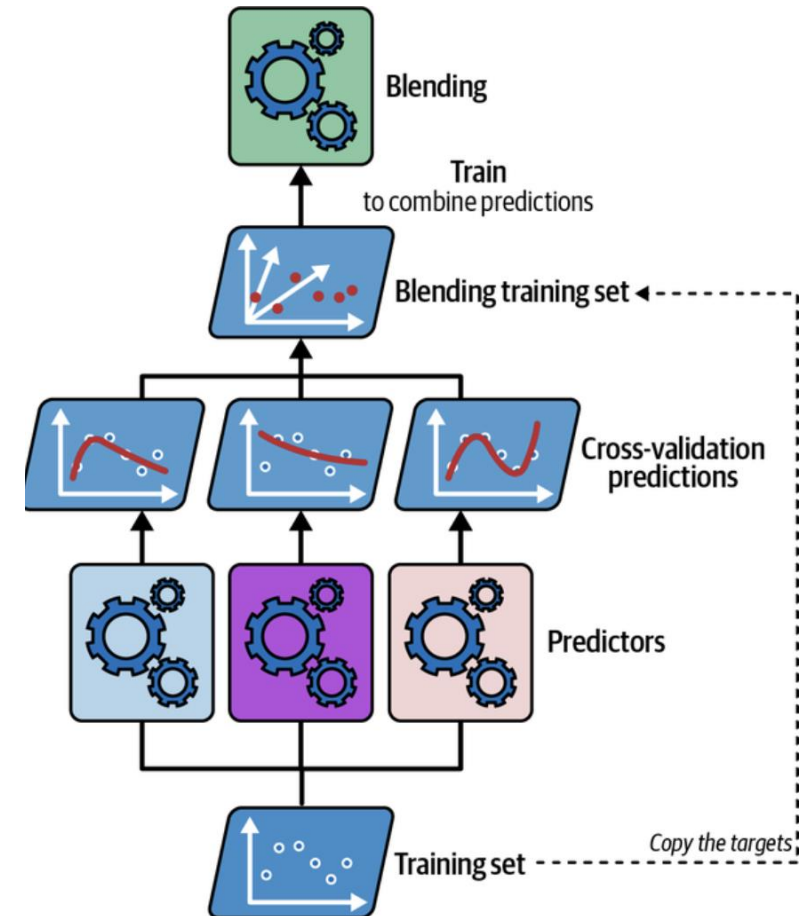 Blending
Train
to combine predictions
Blending training set
Cross-validation
predictions
Predictors
Copy the targets
Training set